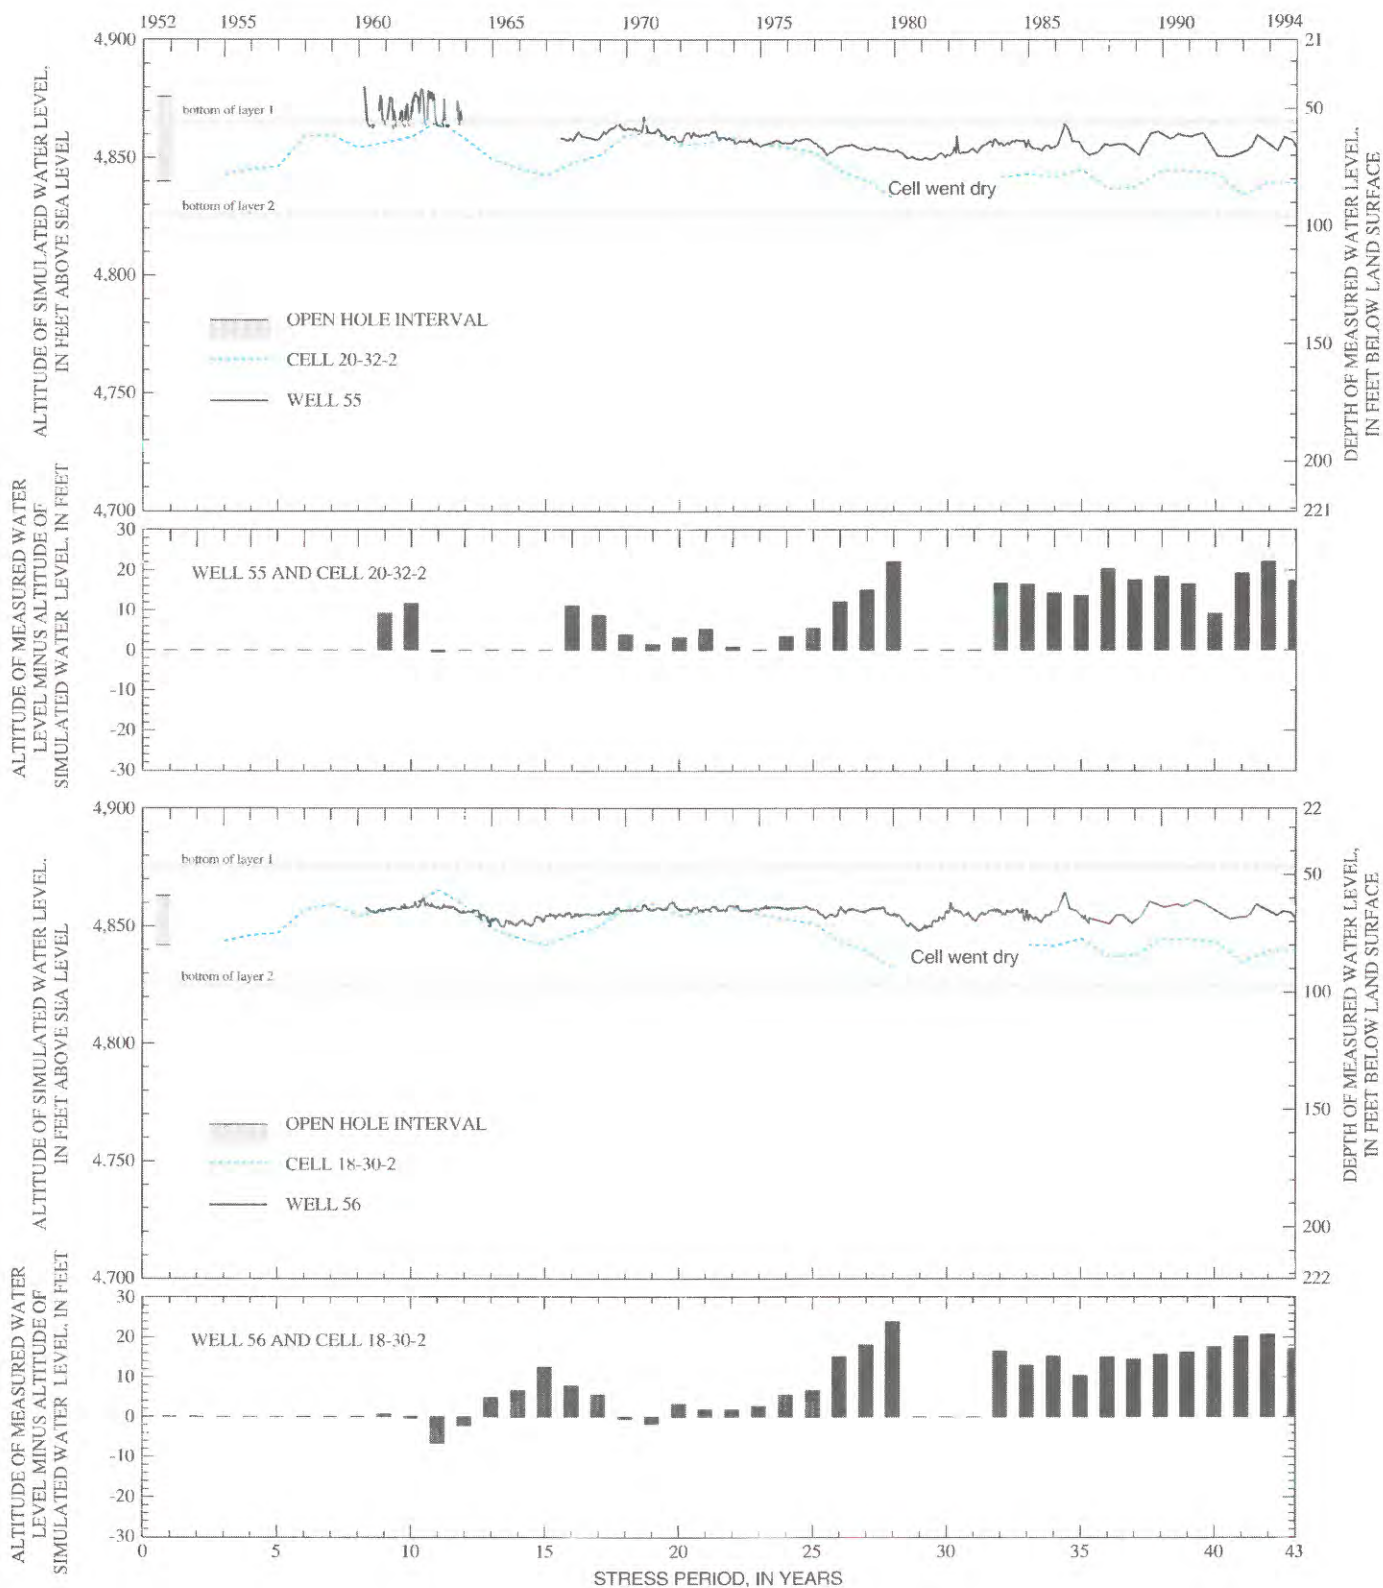 1952 1955 1960 1965 1970 1975 1980 1985 1990 1994
4,900
4,850
4,800
4,750
4,700
ALTITUDE OF SIMULATED WATER LEVEL,
IN FEET ABOVE SEA LEVEL
bottom of layer 1
bottom of layer 2
Cell went dry
OPEN HOLE INTERVAL
CELL 20-32-2
WELL 55
21
50
100
150
200
221
DEPTH OF MEASURED WATER LEVEL,
IN FEET BELOW LAND SURFACE
ALTITUDE OF MEASURED WATER
LEVEL MINUS ALTITUDE OF
SIMULATED WATER LEVEL, IN FEET
30
20
10
0
-10
-20
-30
WELL 55 AND CELL 20-32-2
4,900
4,850
4,800
4,750
4,700
ALTITUDE OF SIMULATED WATER LEVEL,
IN FEET ABOVE SEA LEVEL
bottom of layer 1
bottom of layer 2
Cell went dry
OPEN HOLE INTERVAL
CELL 18-30-2
WELL 56
22
50
100
150
200
222
DEPTH OF MEASURED WATER LEVEL,
IN FEET BELOW LAND SURFACE
ALTITUDE OF MEASURED WATER
LEVEL MINUS ALTITUDE OF
SIMULATED WATER LEVEL, IN FEET
30
20
10
0
-10
-20
-30
WELL 56 AND CELL 18-30-2
0 5 10 15 20 25 30 35 40 43
STRESS PERIOD, IN YEARS